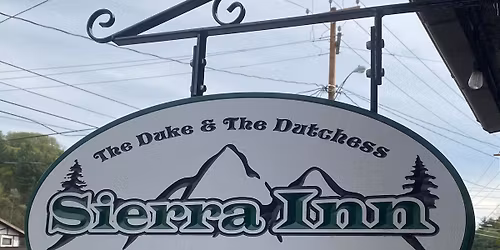 The Duke & The Dutchess
Sierra Inn